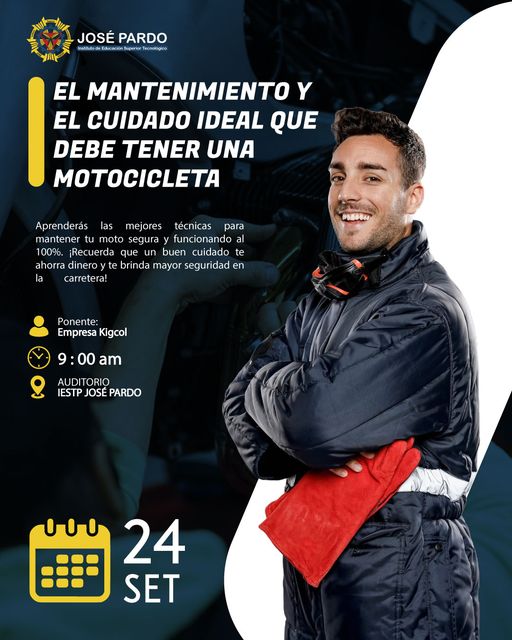 JOSÉ PARDO
Instituto de Educación Superior Tecnológico
EL MANTENIMIENTO Y
EL CUIDADO IDEAL QUE
DEBE TENER UNA
MOTOCICLETA
Aprenderás las mejores técnicas para
mantener tu moto segura y funcionando al
100%. ¡Recuerda que un buen cuidado te
ahorra dinero y te brinda mayor seguridad en
la carretera!
Ponente:
Empresa Kigcol
9 : 00 am
AUDITORIO
IESTP JOSÉ PARDO
24
SET